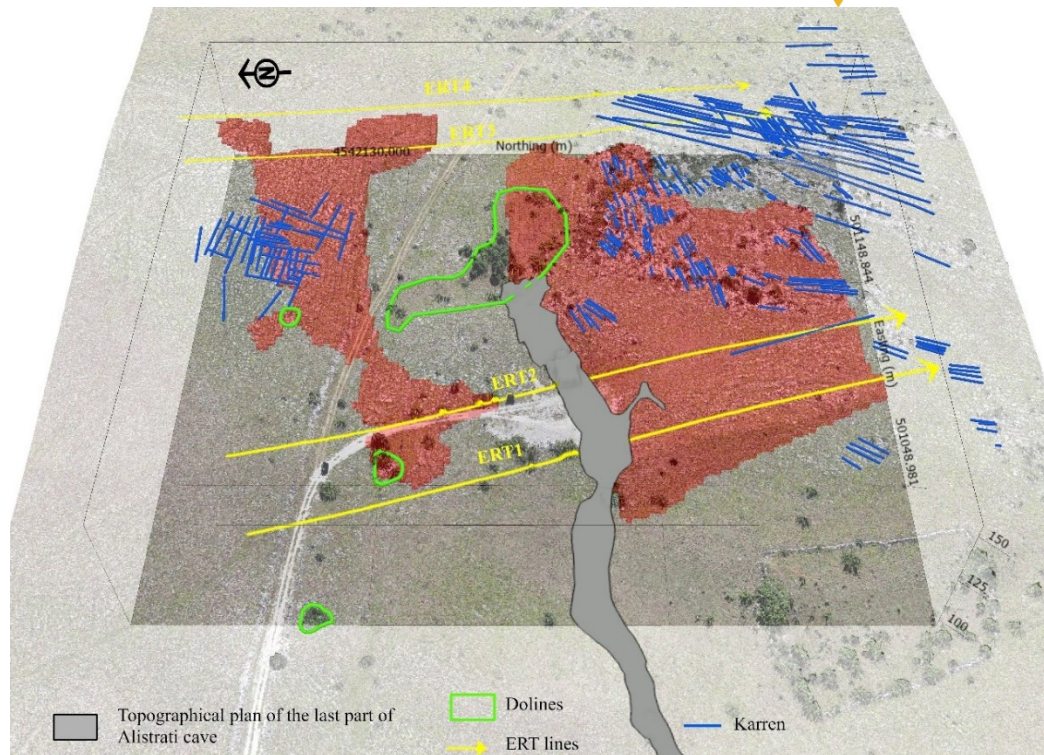 N
ERT4
ERT3
4542130.000
Northing (m)
501148.844
Easting (m)
ERT2
ERT1
501048.981
150
125
100
Topographical plan of the last part of
Alistrati cave
Dolines
ERT lines
Karren